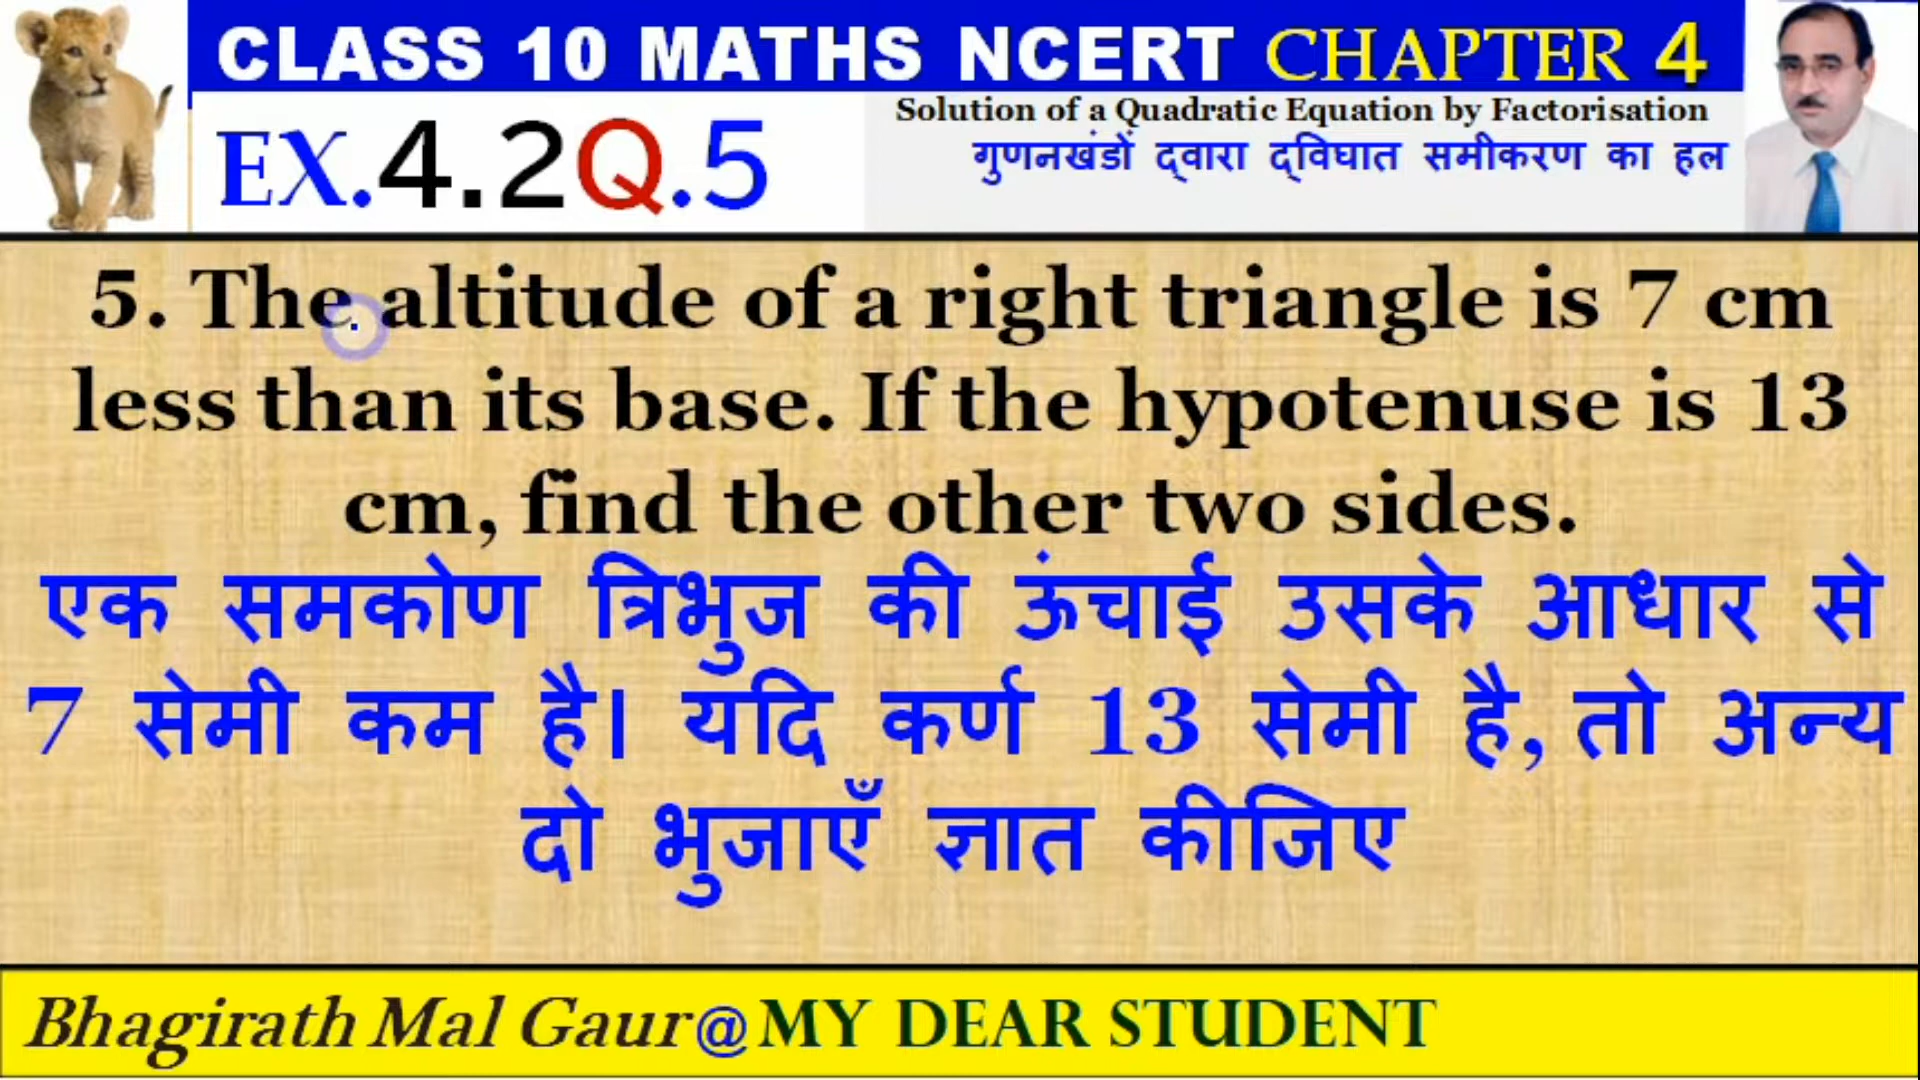 CLASS 10 MATHS NCERT CHAPTER 4
Solution of a Quadratic Equation by Factorisation
EX.4.2Q.5
गुणनखंडों द्वारा द्विघात समीकरण का हल
5. The altitude of a right triangle is 7 cm
less than its base. If the hypotenuse is 13
cm, find the other two sides.
एक समकोण त्रिभुज की ऊंचाई उसके आधार से
7 सेमी कम है। यदि कर्ण 13 सेमी है, तो अन्य
दो भुजाएँ ज्ञात कीजिए
Bhagirath Mal Gaur@MY DEAR STUDENT